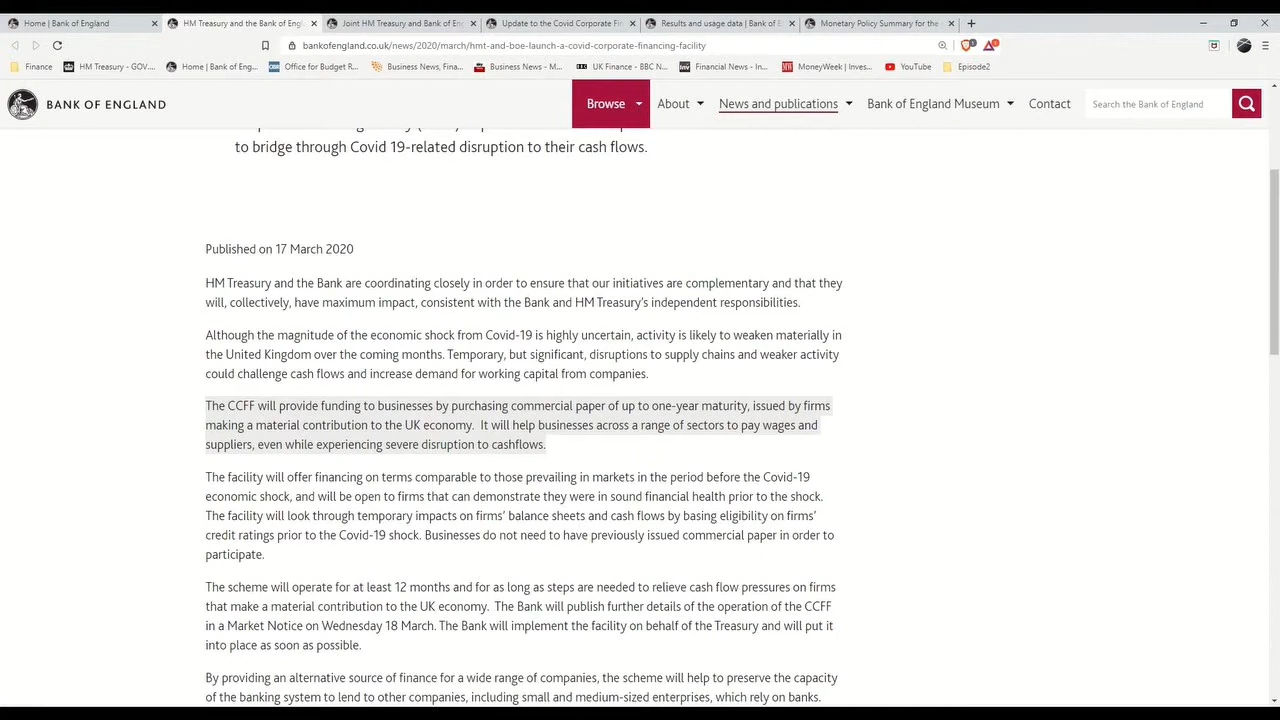 Home | Bank of England
HM Treasury and the Bank of Engl
Joint HM Treasury and Bank of En
Update to the Covid Corporate Fin
Results and usage data | Bank of E
Monetary Policy Summary for the
bankofengland.co.uk/news/2020/march/hmt-and-boe-launch-a-covid-corporate-financing-facility
Finance
HM Treasury - GOV....
Home | Bank of Eng...
Office for Budget R...
Business News, Fina...
Business News - M...
UK Finance - BBC N...
Financial News - In...
MoneyWeek | Inves...
YouTube
Episode2
BANK OF ENGLAND
Browse
About
News and publications
Bank of England Museum
Contact
Search the Bank of England
to bridge through Covid 19-related disruption to their cash flows.
Published on 17 March 2020
HM Treasury and the Bank are coordinating closely in order to ensure that our initiatives are complementary and that they
will, collectively, have maximum impact, consistent with the Bank and HM Treasury's independent responsibilities.
Although the magnitude of the economic shock from Covid-19 is highly uncertain, activity is likely to weaken materially in
the United Kingdom over the coming months. Temporary, but significant, disruptions to supply chains and weaker activity
could challenge cash flows and increase demand for working capital from companies.
The CCFF will provide funding to businesses by purchasing commercial paper of up to one-year maturity, issued by firms
making a material contribution to the UK economy.  It will help businesses across a range of sectors to pay wages and
suppliers, even while experiencing severe disruption to cashflows.
The facility will offer financing on terms comparable to those prevailing in markets in the period before the Covid-19
economic shock, and will be open to firms that can demonstrate they were in sound financial health prior to the shock.
The facility will look through temporary impacts on firms' balance sheets and cash flows by basing eligibility on firms'
credit ratings prior to the Covid-19 shock. Businesses do not need to have previously issued commercial paper in order to
participate.
The scheme will operate for at least 12 months and for as long as steps are needed to relieve cash flow pressures on firms
that make a material contribution to the UK economy.  The Bank will publish further details of the operation of the CCFF
in a Market Notice on Wednesday 18 March. The Bank will implement the facility on behalf of the Treasury and will put it
into place as soon as possible.
By providing an alternative source of finance for a wide range of companies, the scheme will help to preserve the capacity
of the banking system to lend to other companies, including small and medium-sized enterprises, which rely on banks.